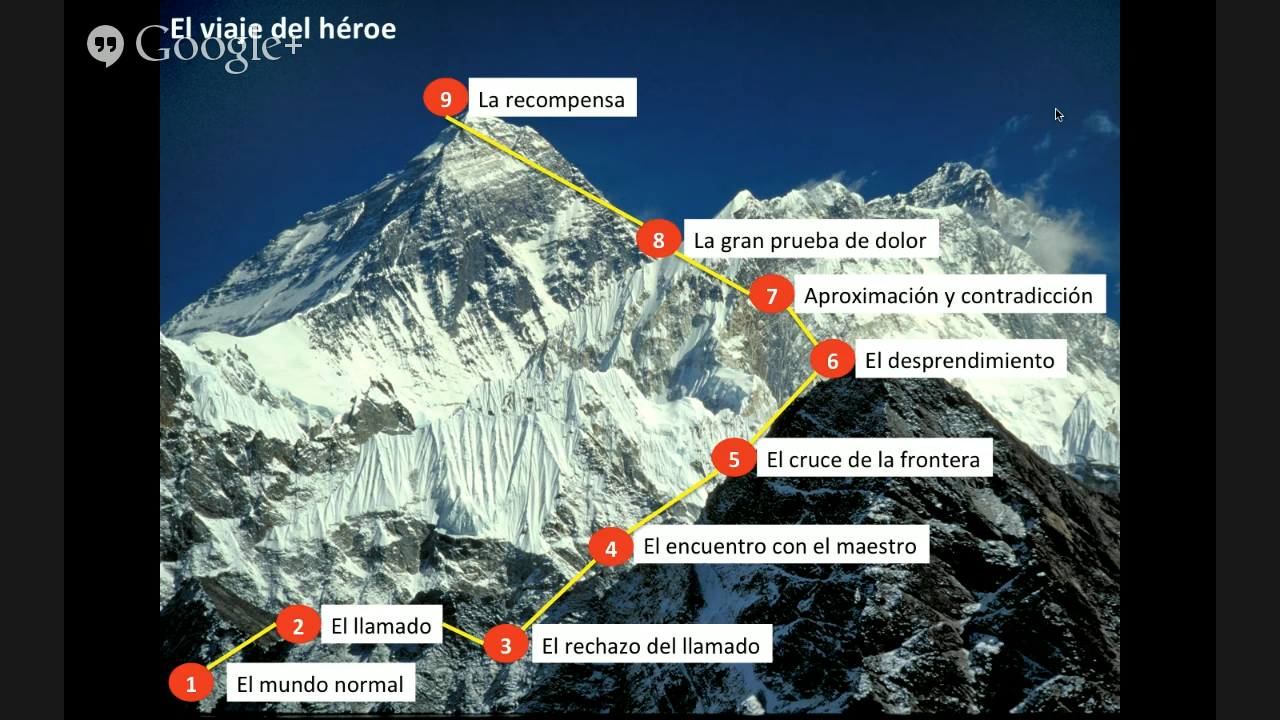 El viaje del héroe
Google+
9 La recompensa
8 La gran prueba de dolor
7 Aproximación y contradicción
6 El desprendimiento
5 El cruce de la frontera
4 El encuentro con el maestro
2 El llamado
3 El rechazo del llamado
1 El mundo normal